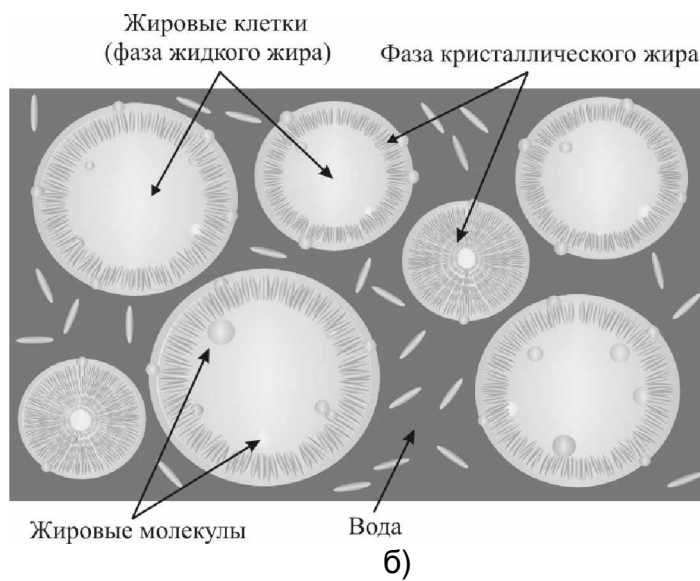 Жировые клетки
(фаза жидкого жира)
Фаза кристаллического жира
Жировые молекулы
Вода
б)